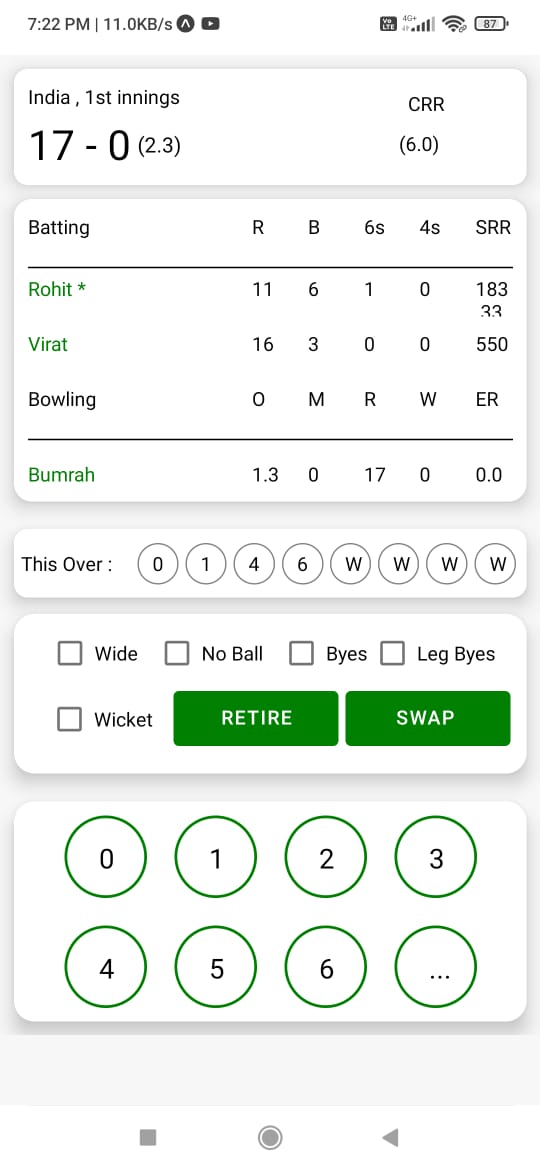 7:22 PM | 11.0KB/s
Vo LTE 4G+ 87
India , 1st innings
CRR
17 - 0 (2.3)
(6.0)
Batting R B 6s 4s SRR
Rohit * 11 6 1 0 183
33
Virat 16 3 0 0 550
Bowling O M R W ER
Bumrah 1.3 0 17 0 0.0
This Over : 0 1 4 6 W W W W
Wide No Ball Byes Leg Byes
Wicket RETIRE SWAP
0 1 2 3
4 5 6 ...